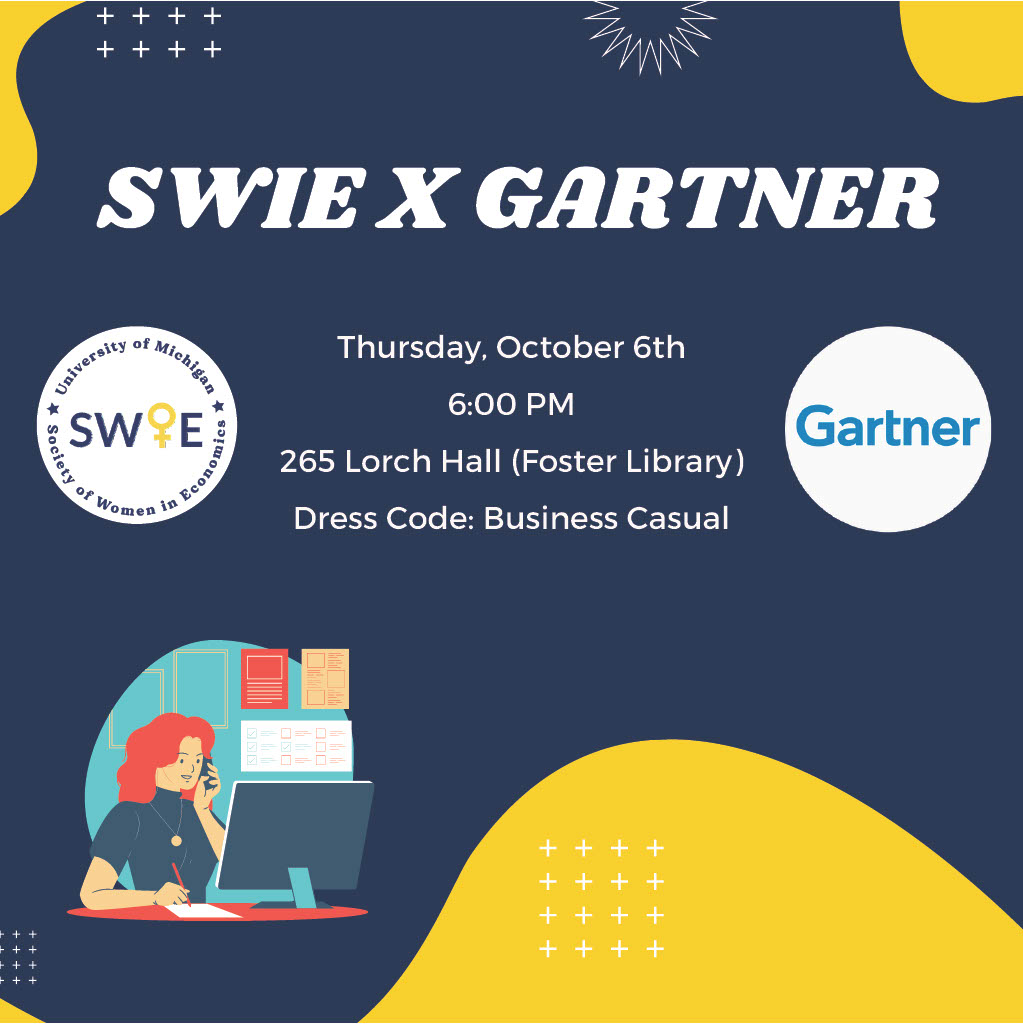 SWIE X GARTNER
University of Michigan
SWIE
Society of Women in Economics
Thursday, October 6th
6:00 PM
265 Lorch Hall (Foster Library)
Dress Code: Business Casual
Gartner